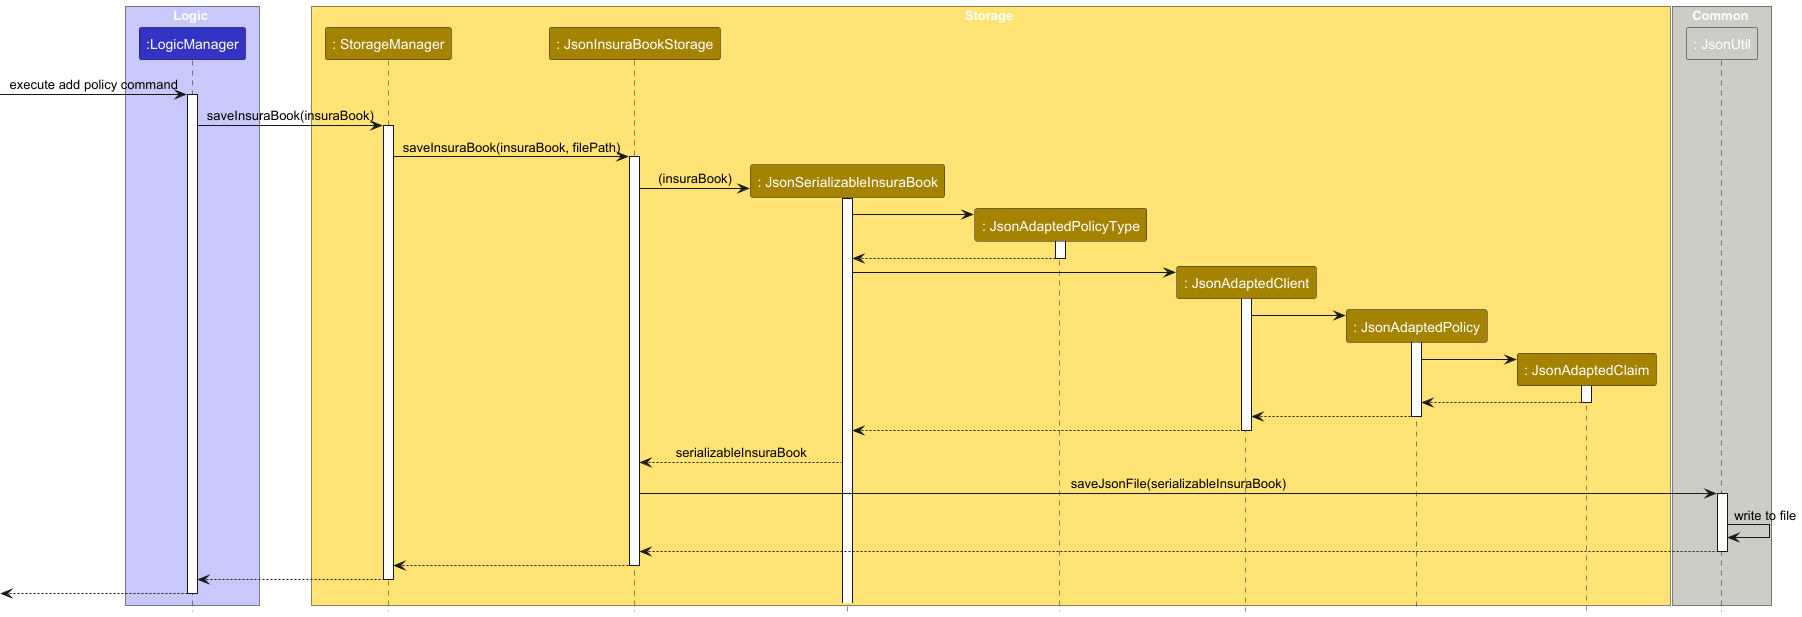 Logic
Storage
Common
:LogicManager
: StorageManager
: JsonInsuraBookStorage
: JsonUtil
execute add policy command
saveInsuraBook(insuraBook)
saveInsuraBook(insuraBook, filePath)
(insuraBook)
: JsonSerializableInsuraBook
: JsonAdaptedPolicyType
: JsonAdaptedClient
: JsonAdaptedPolicy
: JsonAdaptedClaim
serializableInsuraBook
saveJsonFile(serializableInsuraBook)
write to file